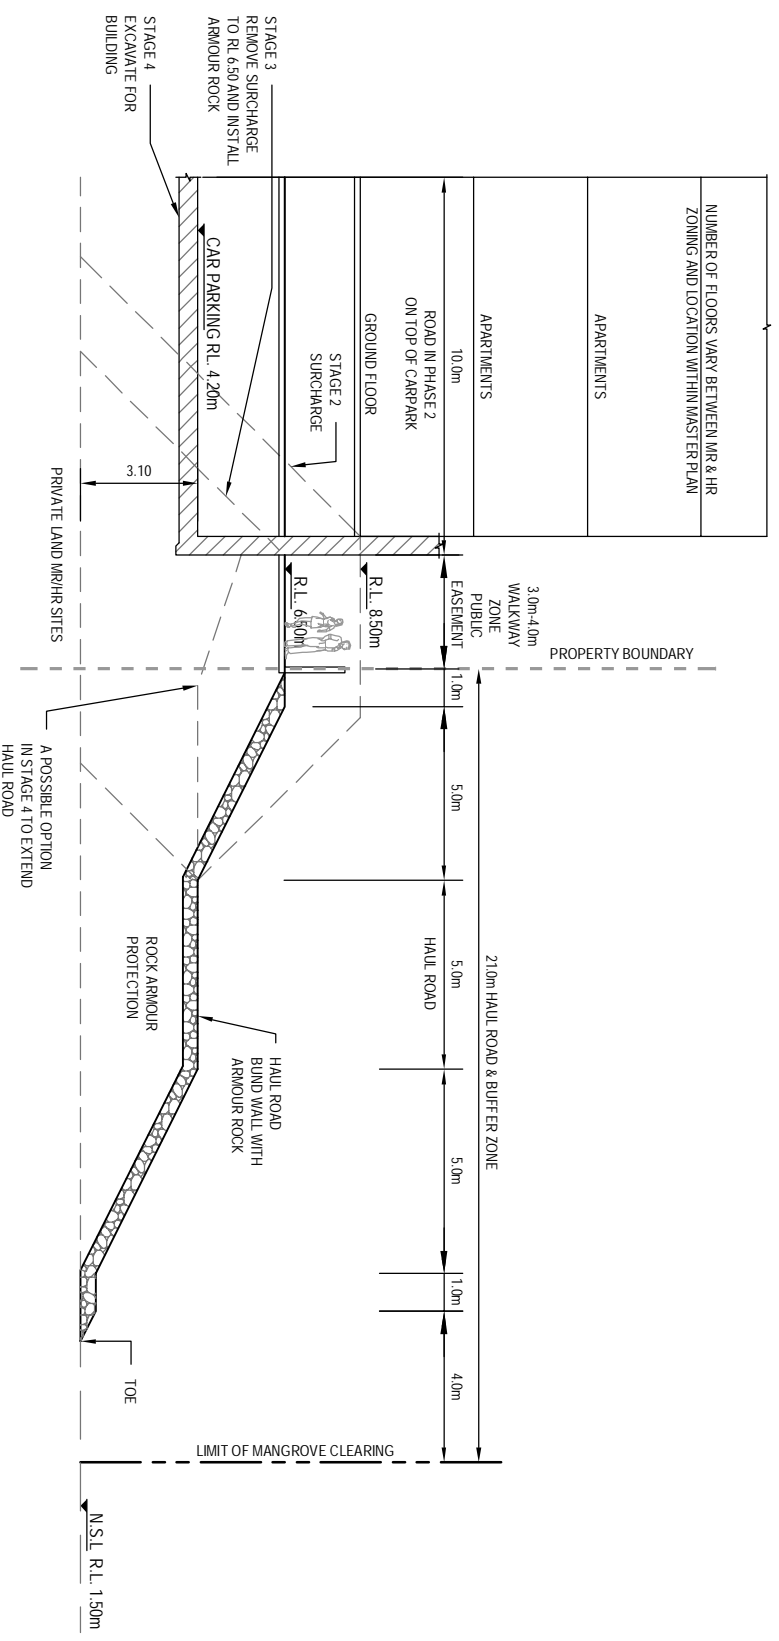 NUMBER OF FLOORS VARY BETWEEN MR & HR
ZONING AND LOCATION WITHIN MASTER PLAN
APARTMENTS
APARTMENTS
10.0m
ROAD IN PHASE 2
ON TOP OF CARPARK
GROUND FLOOR
STAGE 2
SURCHARGE
CAR PARKING RL. 4.20m
STAGE 3
REMOVE SURCHARGE
TO RL 6.50 AND INSTALL
ARMOUR ROCK
STAGE 4
EXCAVATE FOR
BUILDING
3.10
PRIVATE LAND MR/HR SITES
3.0m-4.0m
WALKWAY
ZONE
PUBLIC
EASEMENT
R.L. 8.50m
R.L. 6.50m
PROPERTY BOUNDARY
1.0m
5.0m
A POSSIBLE OPTION
IN STAGE 4 TO EXTEND
HAUL ROAD
21.0m HAUL ROAD & BUFFER ZONE
5.0m
HAUL ROAD
ROCK ARMOUR
PROTECTION
HAUL ROAD
BUND WALL WITH
ARMOUR ROCK
5.0m
1.0m
4.0m
TOE
LIMIT OF MANGROVE CLEARING
N.S.L R.L. 1.50m